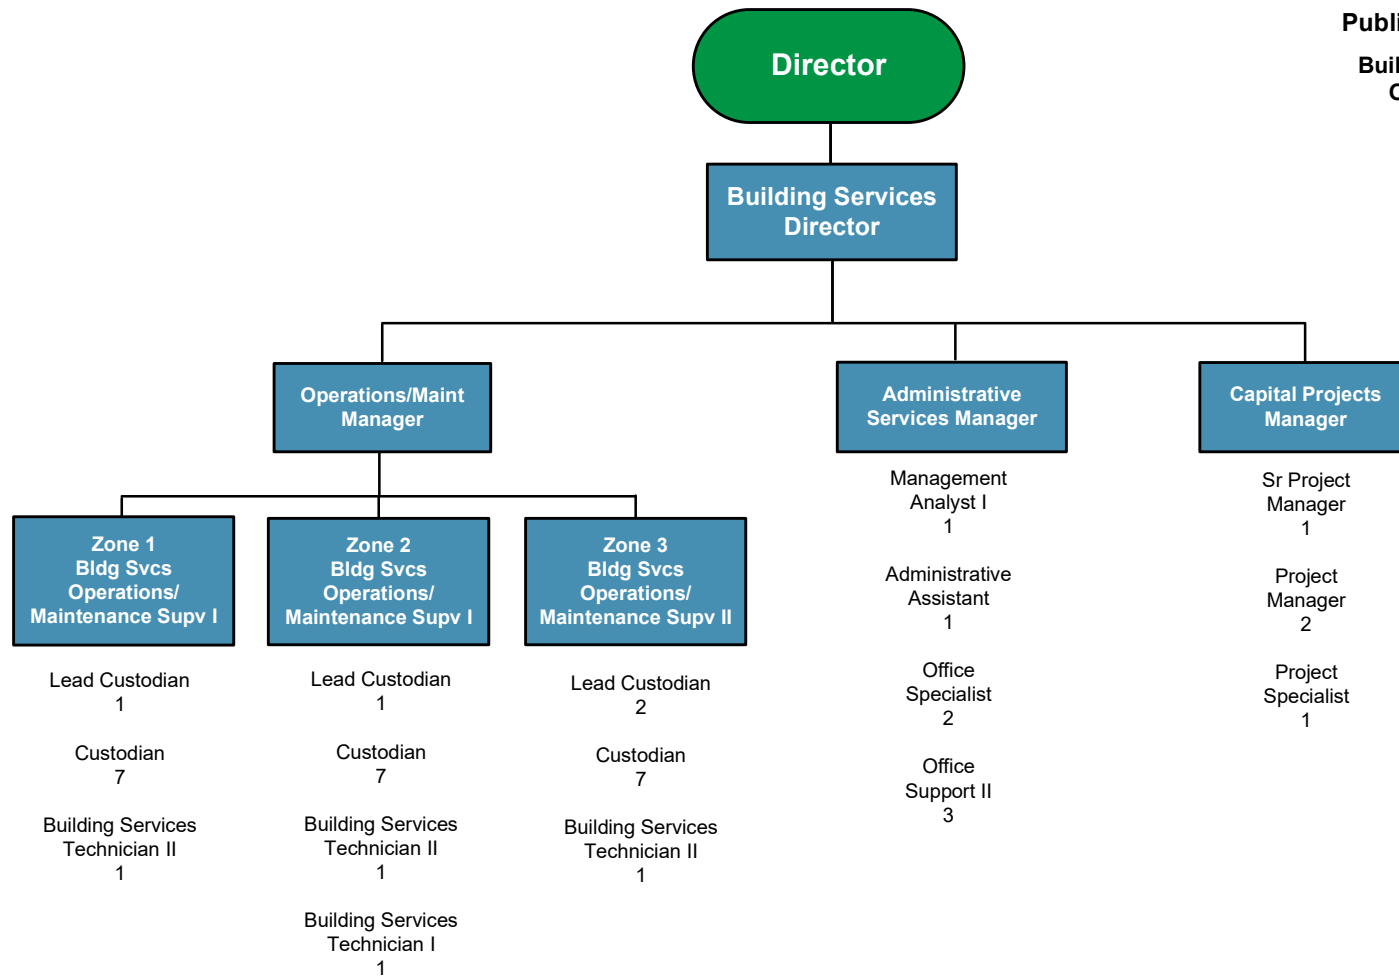 Director
Building Services
Director
Operations/Maint
Manager
Administrative
Services Manager
Capital Projects
Manager
Zone 1
Bldg Svcs
Operations/
Maintenance Supv I
Lead Custodian
1
Custodian
7
Building Services
Technician II
1
Zone 2
Bldg Svcs
Operations/
Maintenance Supv I
Lead Custodian
1
Custodian
7
Building Services
Technician II
1
Building Services
Technician I
1
Zone 3
Bldg Svcs
Operations/
Maintenance Supv II
Lead Custodian
2
Custodian
7
Building Services
Technician II
1
Management
Analyst I
1
Administrative
Assistant
1
Office
Specialist
2
Office
Support II
3
Sr Project
Manager
1
Project
Manager
2
Project
Specialist
1